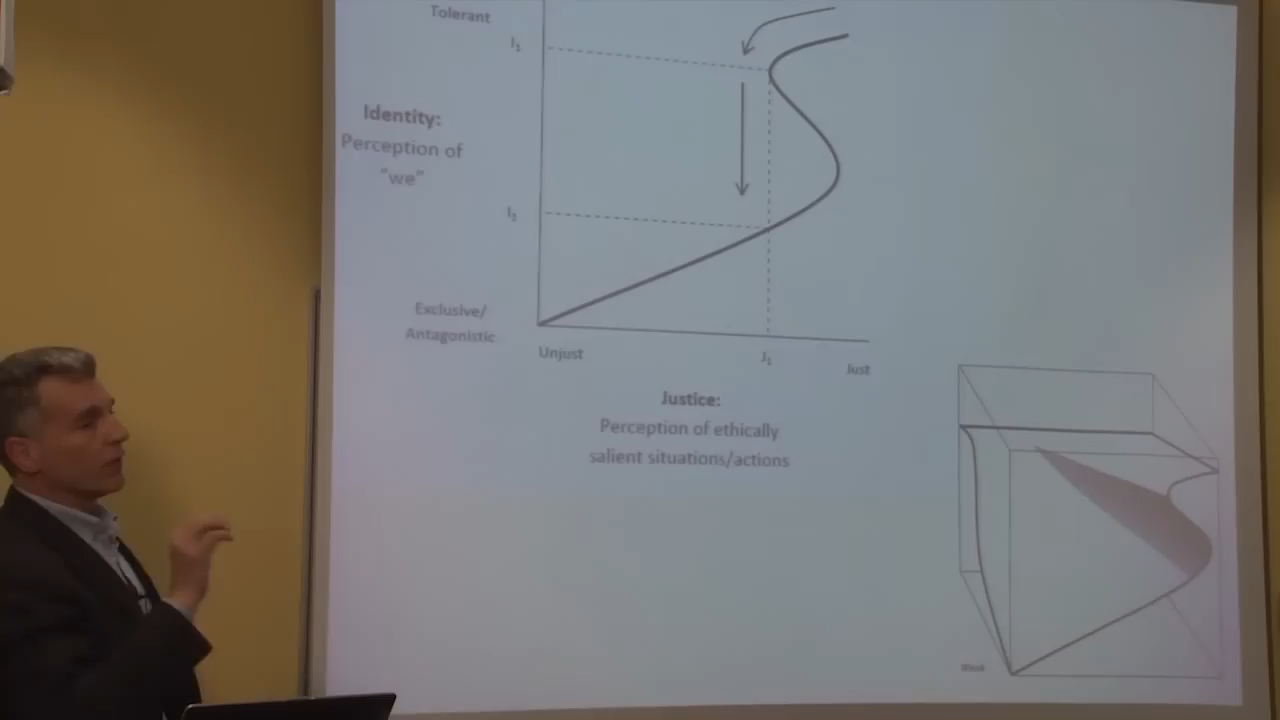 Tolerant
I₁
Identity:
Perception of
"we"
I₂
Exclusive/
Antagonistic
Unjust
J₁
Just
Justice:
Perception of ethically
salient situations/actions